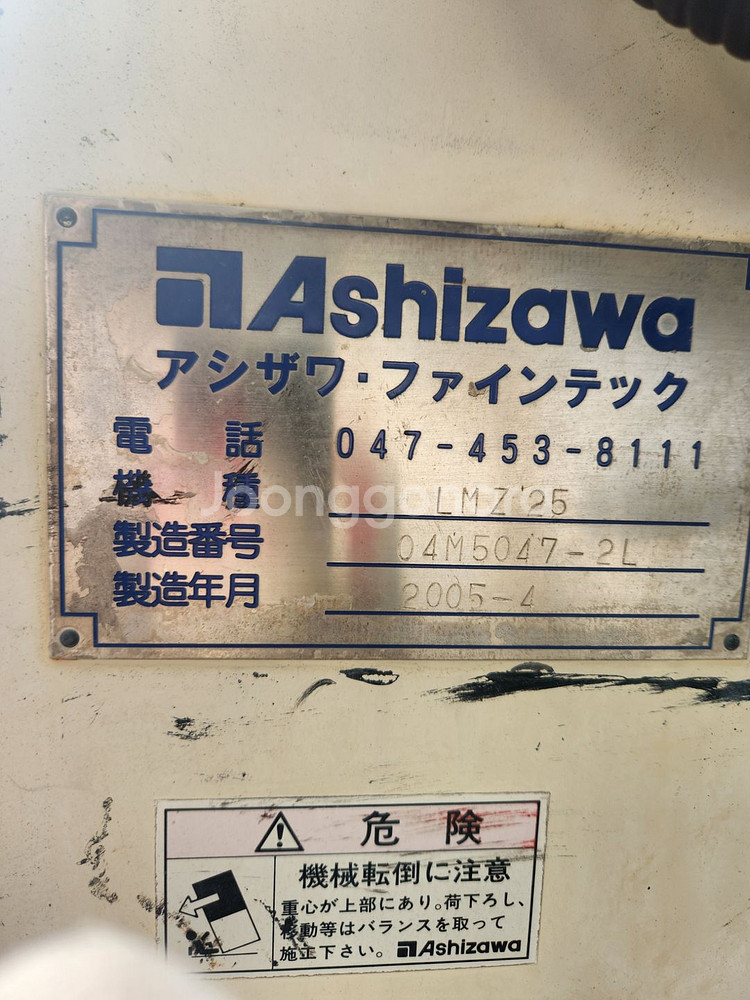 Ashizawa
アシザワ・ファインテック
電話 047-453-8111
機種 LMZ 25
製造番号 04M5047-2L
製造年月 2005-4
危険
機械転倒に注意
重心が上部にあり。荷下ろし、
移動等はバランスを取って
施工下さい。 Ashizawa